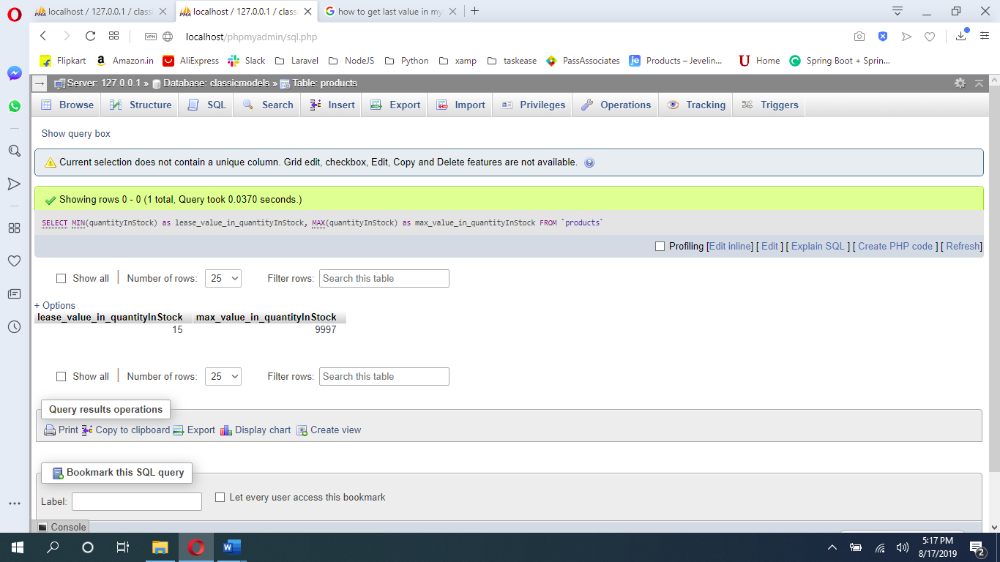 localhost / 127.0.0.1 / classi
localhost / 127.0.0.1 / class
how to get last value in my
VPN
localhost/phpmyadmin/sql.php
Flipkart
Amazon.in
AliExpress
Slack
Laravel
NodeJS
Python
xamp
taskease
PassAssociates
Products – Jevelin...
Home
Spring Boot + Sprin...
Server: 127.0.0.1 » Database: classicmodels » Table: products
Browse
Structure
SQL
Search
Insert
Export
Import
Privileges
Operations
Tracking
Triggers
Show query box
Current selection does not contain a unique column. Grid edit, checkbox, Edit, Copy and Delete features are not available.
Showing rows 0 - 0 (1 total, Query took 0.0370 seconds.)
SELECT MIN(quantityInStock) as lease_value_in_quantityInStock, MAX(quantityInStock) as max_value_in_quantityInStock FROM `products`
Profiling [Edit inline] [ Edit ] [ Explain SQL ] [ Create PHP code ] [ Refresh]
Show all | Number of rows: 25 Filter rows: Search this table
+ Options
lease_value_in_quantityInStock max_value_in_quantityInStock
15 9997
Show all | Number of rows: 25 Filter rows: Search this table
Query results operations
Print Copy to clipboard Export Display chart Create view
Bookmark this SQL query
Label: Let every user access this bookmark
Console
5:17 PM
8/17/2019
2